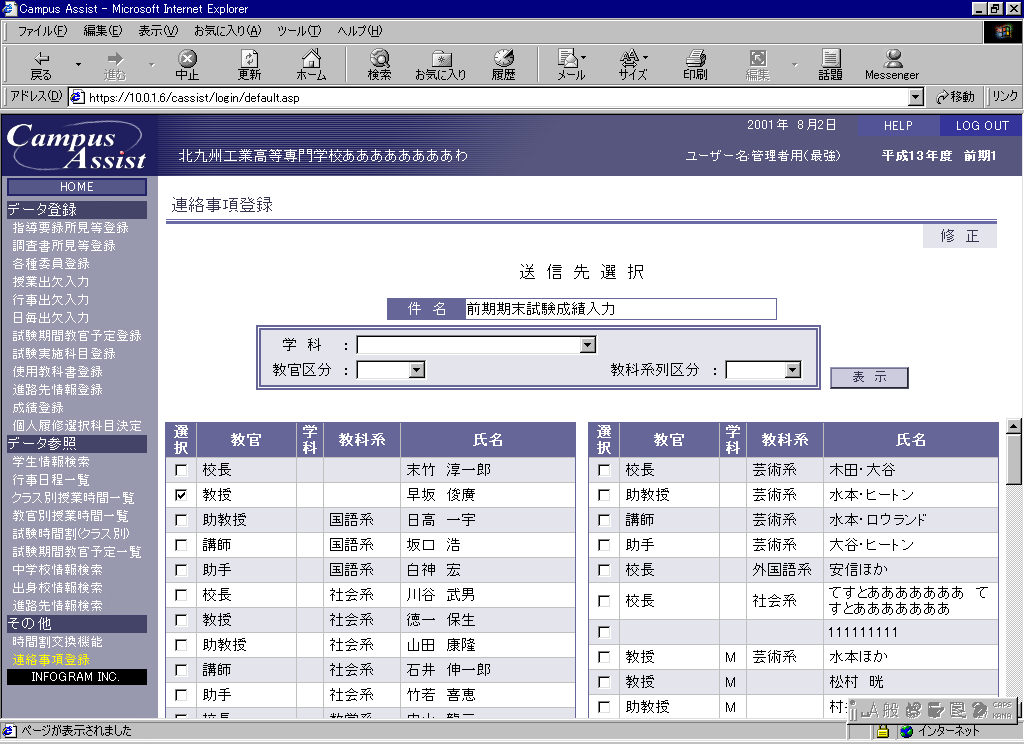 Campus Assist - Microsoft Internet Explorer
ファイル(F) 編集(E) 表示(V) お気に入り(A) ツール(T) ヘルプ(H)
戻る 進む 中止 更新 ホーム 検索 お気に入り 履歴 メール サイズ 印刷 編集 話題 Messenger
アドレス(D) https://10.0.1.6/cassist/login/default.asp 移動 リンク
Campus Assist
2001年 8月2日 HELP LOG OUT
北九州工業高等専門学校ああああああああわ ユーザー名:管理者用(最強) 平成13年度 前期1
HOME
データ登録
指導要録所見等登録
調査書所見等登録
各種委員登録
授業出欠入力
行事出欠入力
日毎出欠入力
試験期間教官予定登録
試験実施科目登録
使用教科書登録
進路先情報登録
成績登録
個人履修選択科目決定
データ参照
学生情報検索
行事日程一覧
クラス別授業時間一覧
教官別授業時間一覧
試験時間割(クラス別)
試験期間教官予定一覧
中学校情報検索
出身校情報検索
進路先情報検索
その他
時間割交換機能
連絡事項登録
INFOGRAM INC.
連絡事項登録
修 正
送 信 先 選 択
件 名 前期期末試験成績入力
学 科 :
教官区分 : 教科系列区分 :
表 示
選択 教官 学科 教科系 氏名
校長 末竹 淳一郎
教授 早坂 俊廣
助教授 国語系 日高 一宇
講師 国語系 坂口 浩
助手 国語系 白神 宏
校長 社会系 川谷 武男
教授 社会系 徳一 保生
助教授 社会系 山田 康隆
講師 社会系 石井 伸一郎
助手 社会系 竹若 喜恵
選択 教官 学科 教科系 氏名
校長 芸術系 木田・大谷
助教授 芸術系 水本・ヒートン
講師 芸術系 水本・ロウランド
助手 芸術系 大谷・ヒートン
校長 外国語系 安信ほか
校長 社会系 てすとあああああああ て
すとあああああああ
111111111
教授 M 芸術系 水本ほか
教授 M 松村 晄
助教授 M
A 般 CAPS
KANA
ページが表示されました インターネット